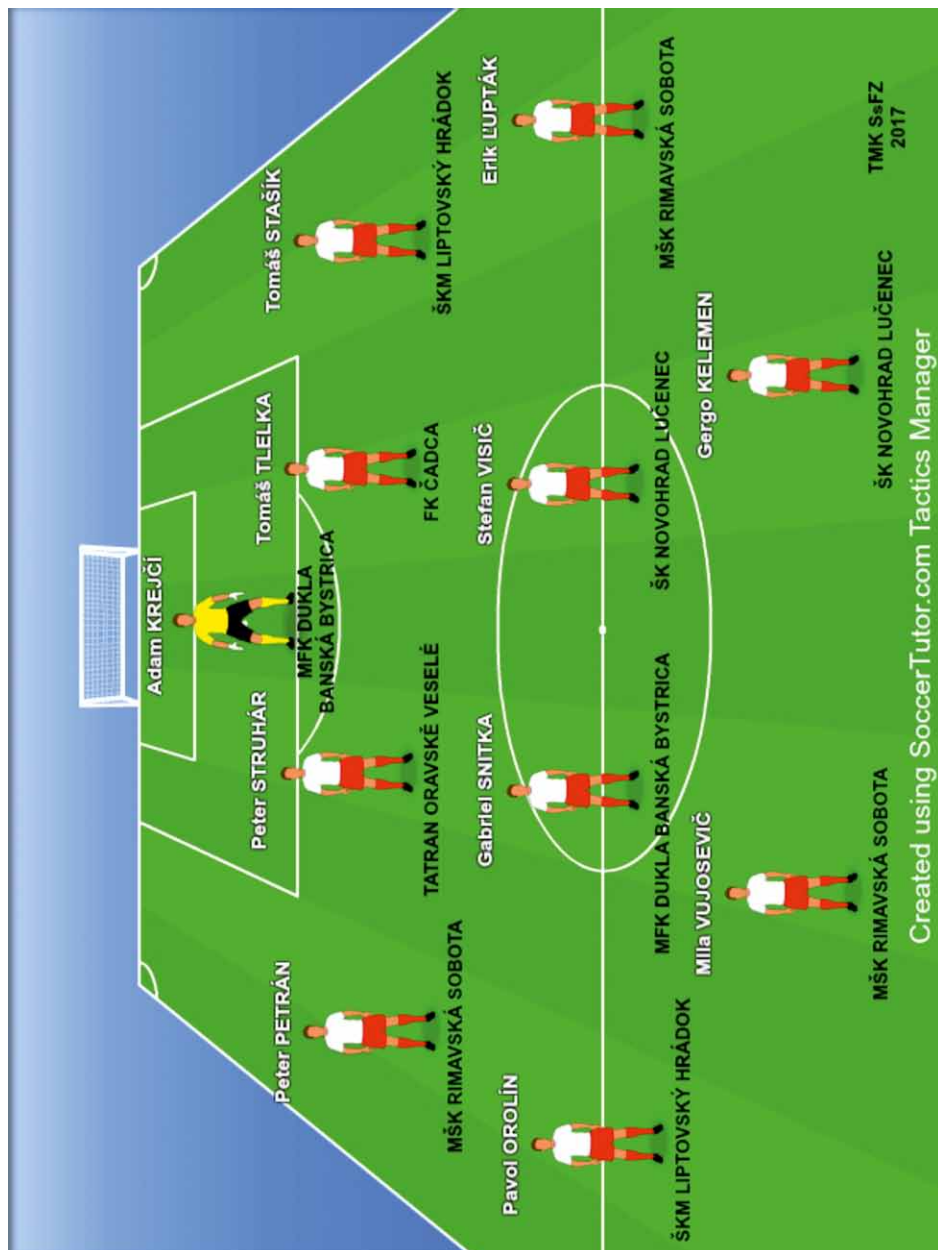 Adam KREJČÍ
MFK DUKLA
BANSKÁ BYSTRICA
Peter PETRÁN
MŠK RIMAVSKÁ SOBOTA
Peter STRUHÁR
TATRAN ORAVSKÉ VESELÉ
Tomáš TLELKA
FK ČADCA
Tomáš STAŠÍK
ŠKM LIPTOVSKÝ HRÁDOK
Pavol OROLÍN
ŠKM LIPTOVSKÝ HRÁDOK
Gabriel SNITKA
MFK DUKLA BANSKÁ BYSTRICA
Stefan VISIČ
ŠK NOVOHRAD LUČENEC
Erik ĽUPTÁK
MŠK RIMAVSKÁ SOBOTA
Mila VUJOSEVIČ
MŠK RIMAVSKÁ SOBOTA
Gergo KELEMEN
ŠK NOVOHRAD LUČENEC
TMK SsFZ
2017
Created using SoccerTutor.com Tactics Manager